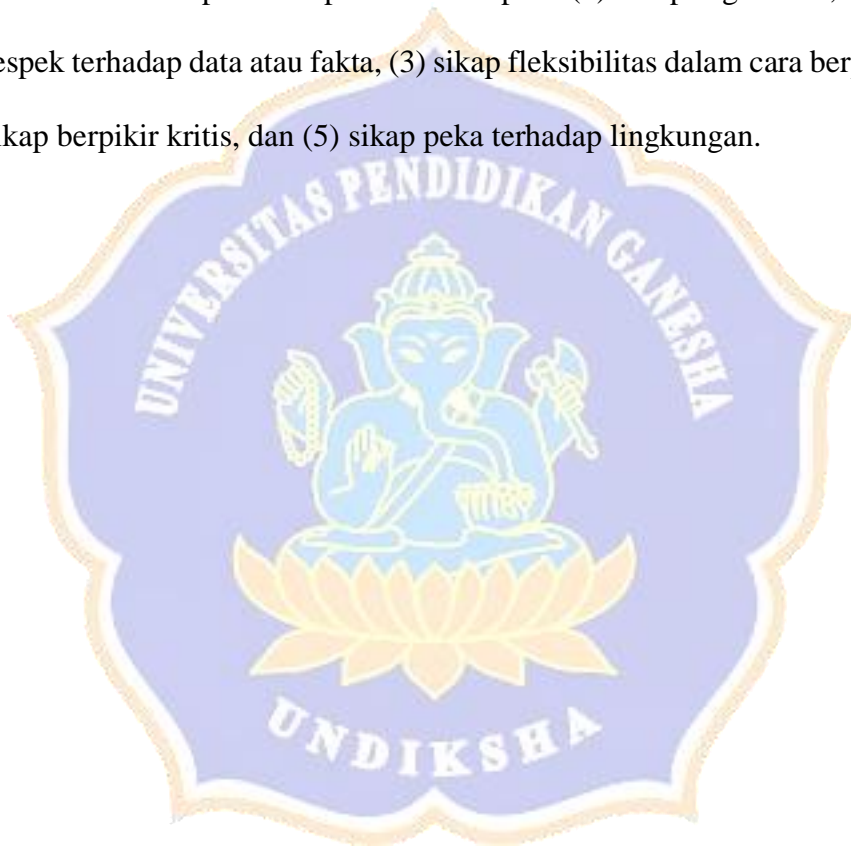 espek terhadap data atau fakta, (3) sikap fleksibilitas dalam cara ber
kap berpikir kritis, dan (5) sikap peka terhadap lingkungan.
UNIVERSITAS PENDIDIKAN GANESHA
UNDIKSHA